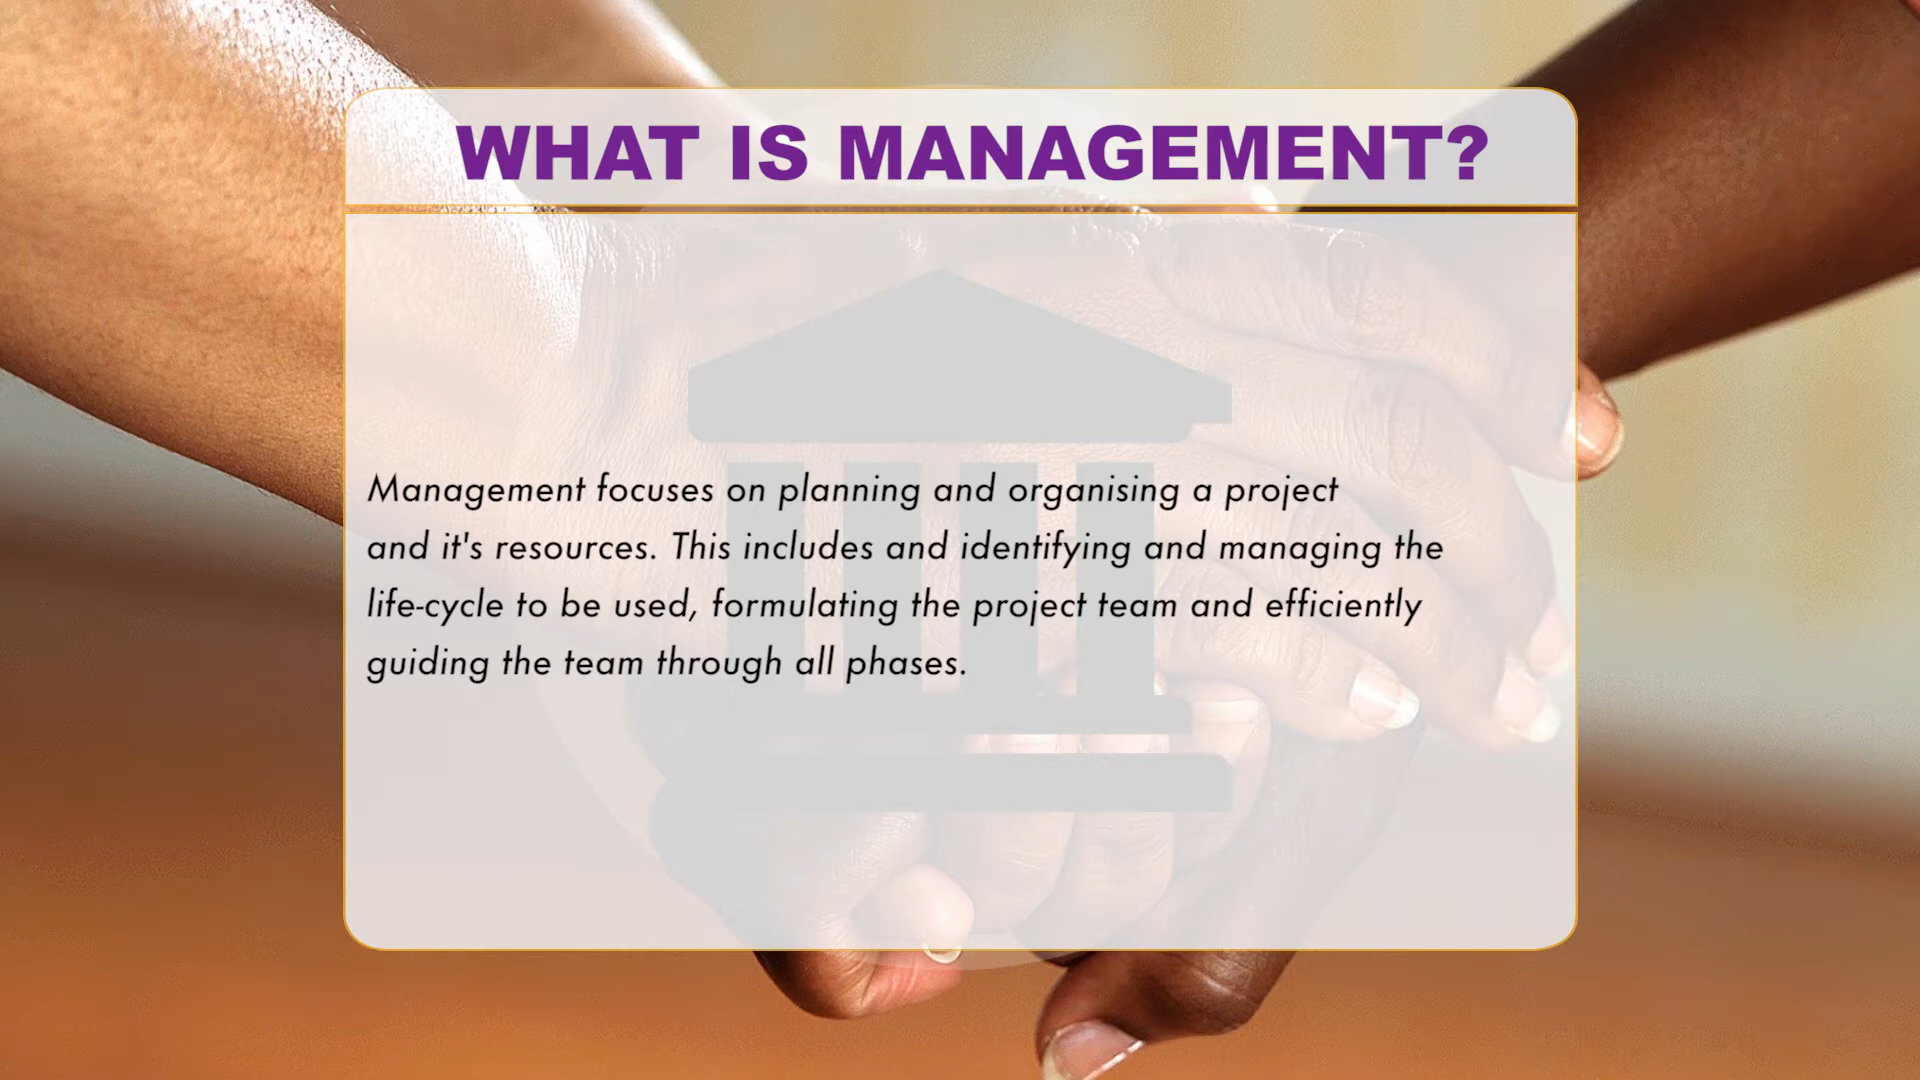 WHAT IS MANAGEMENT?
Management focuses on planning and organising a project
and it's resources. This includes and identifying and managing the
life-cycle to be used, formulating the project team and efficiently
guiding the team through all phases.